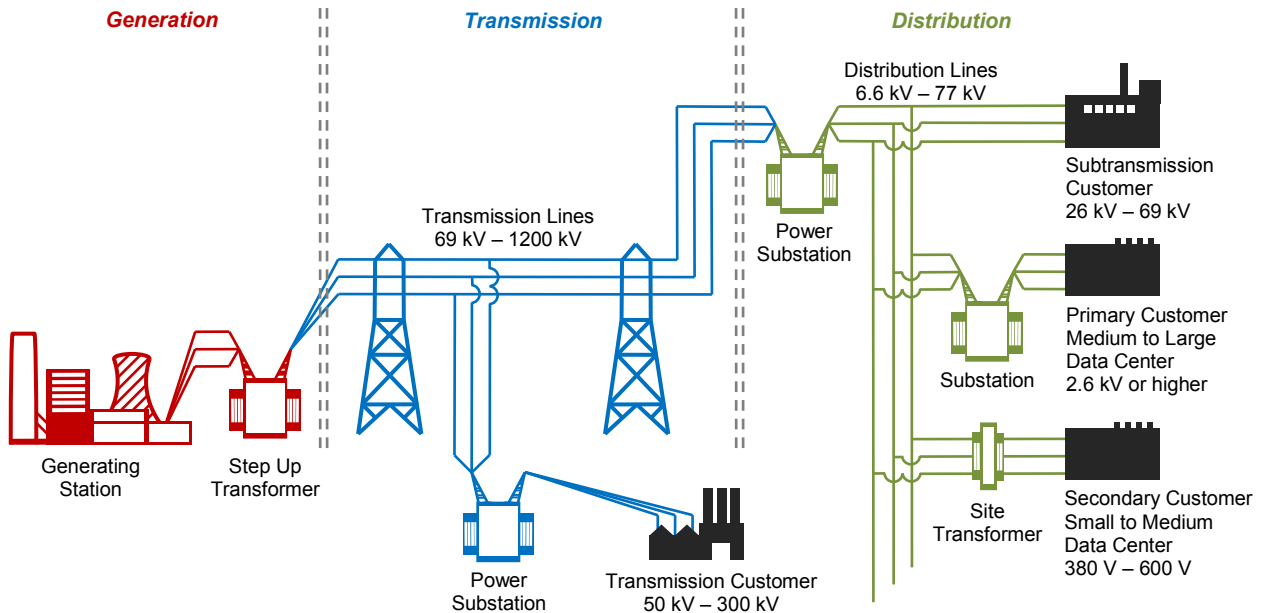 Generation
Transmission
Distribution
Distribution Lines
6.6 kV – 77 kV
Subtransmission
Customer
26 kV – 69 kV
Power
Substation
Transmission Lines
69 kV – 1200 kV
Primary Customer
Medium to Large
Data Center
2.6 kV or higher
Substation
Generating
Station
Step Up
Transformer
Site
Transformer
Secondary Customer
Small to Medium
Data Center
380 V – 600 V
Power
Substation
Transmission Customer
50 kV – 300 kV